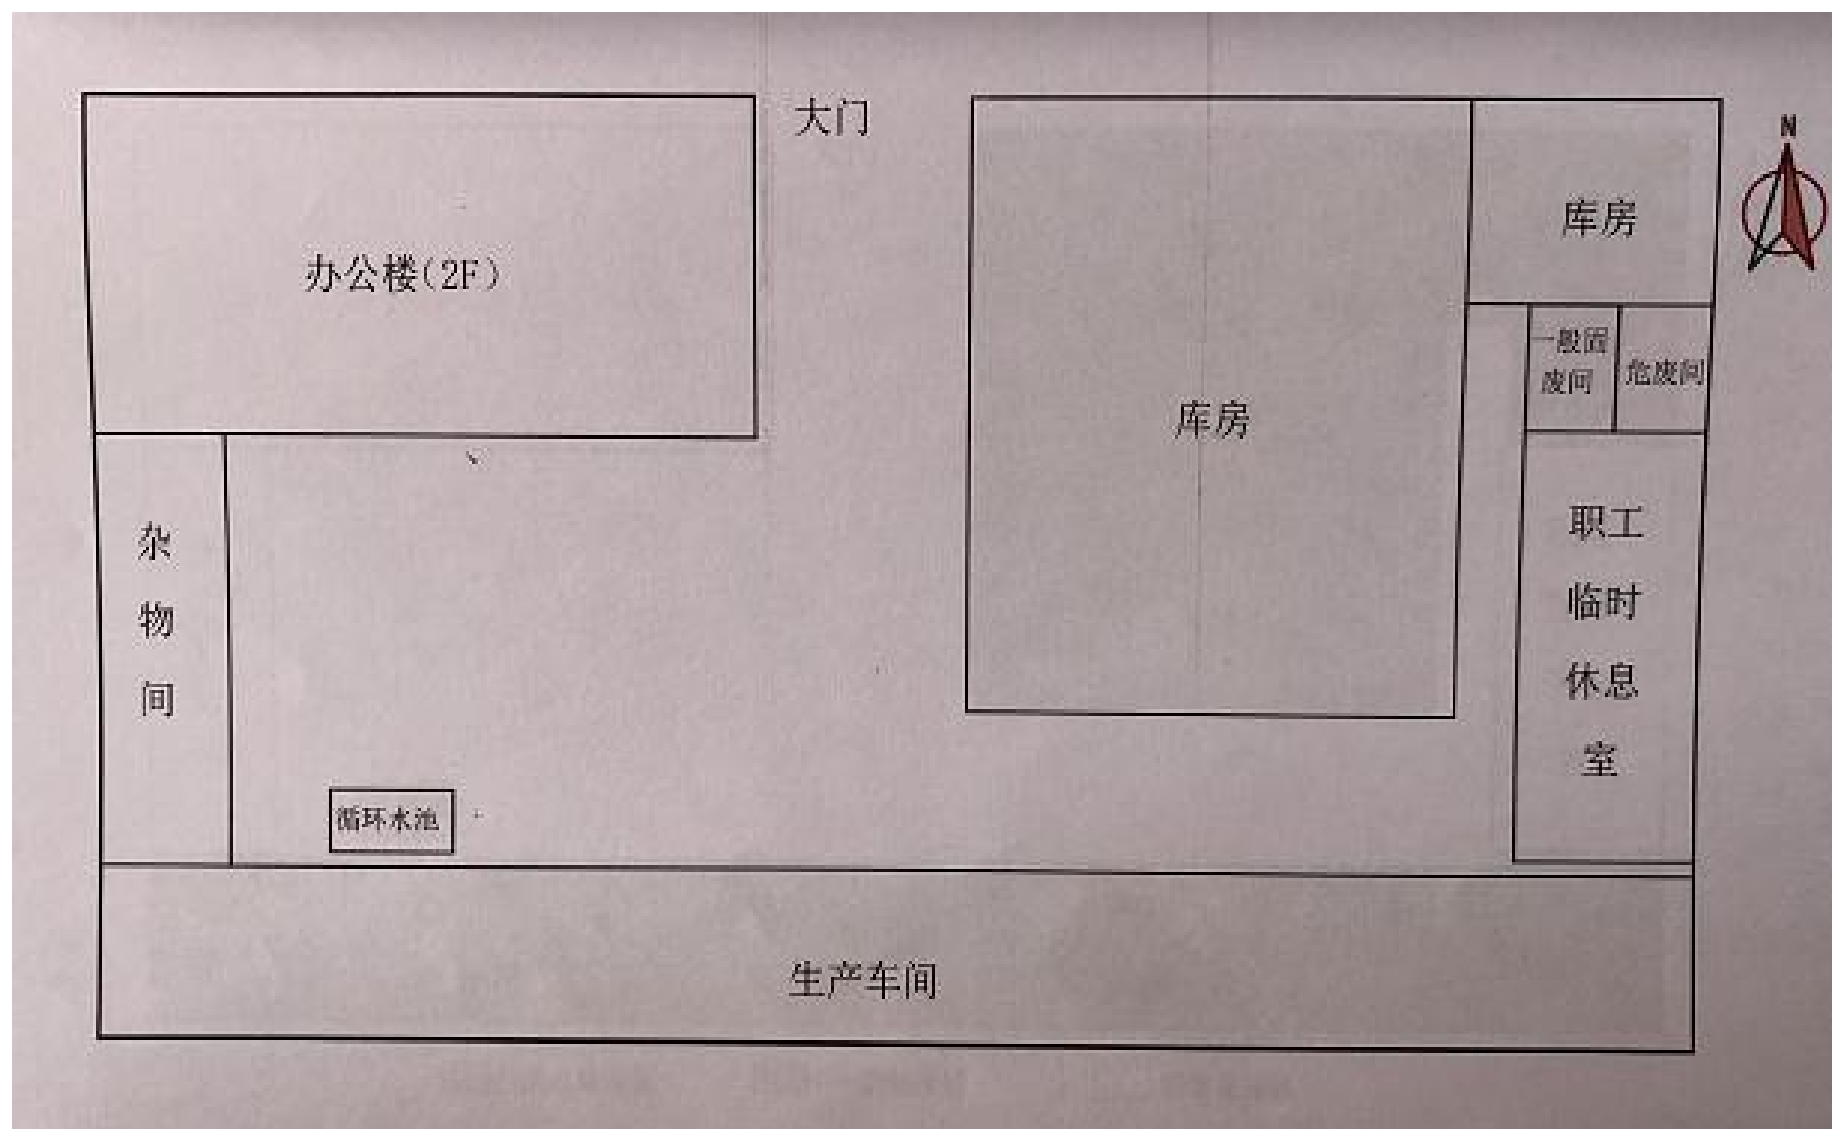 大门
N
库房
办公楼(2F)
一般固
废间
危废间
库房
职工
临时
休息
室
杂
物
间
循环水池
生产车间